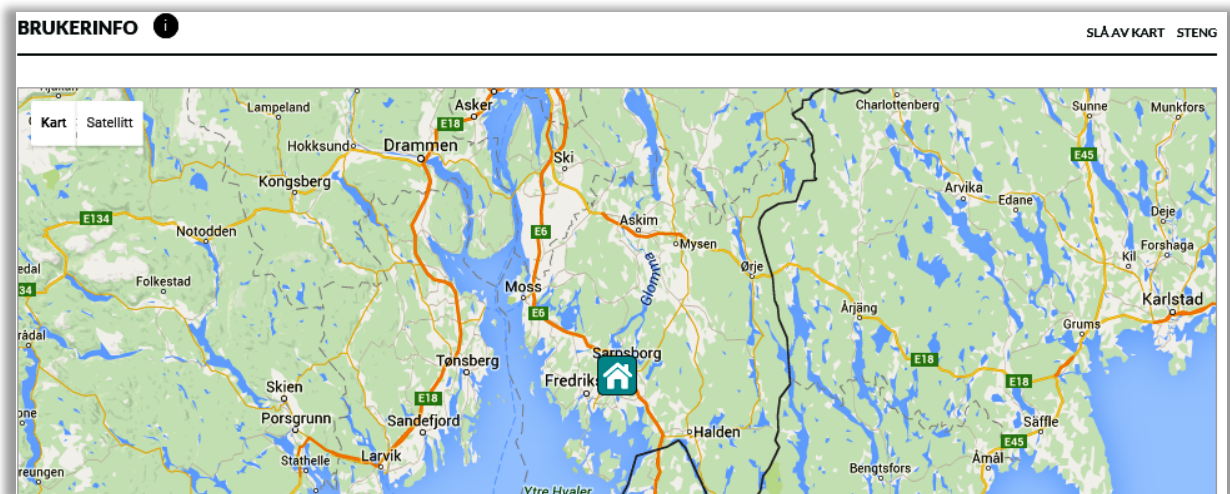 BRUKERINFO i
SLÅ AV KART STENG
Kart Satellitt
Lampeland
Asker
Charlottenberg
Sunne
Munkfors
E18
Hokksund
Drammen
Ski
E45
Kongsberg
Arvika
Edane
E134
Notodden
E6
Askim
Mysen
Deje
Forshaga
Kil
Folkestad
Ørje
Glomma
Moss
Årjäng
Karlstad
34
E6
Grums
Sarpsborg
Tønsberg
E18
E18
Skien
E18
Porsgrunn
Sandefjord
Halden
Säffle
Stathelle
Larvik
E45
Åmål
Bengtsfors
Ytre Hvaler